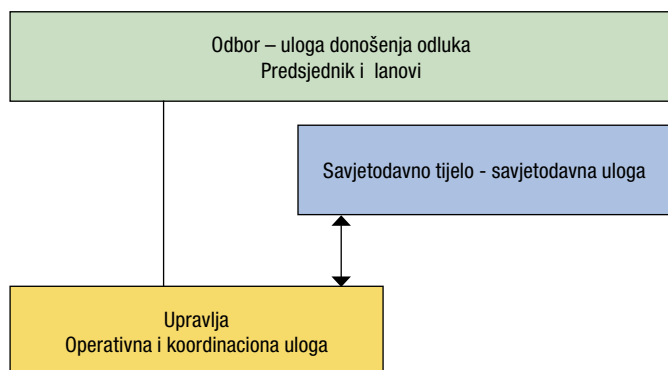 Odbor – uloga donošenja odluka
Predsjednik i  lanovi
Savjetodavno tijelo - savjetodavna uloga
Upravlja
Operativna i koordinaciona uloga